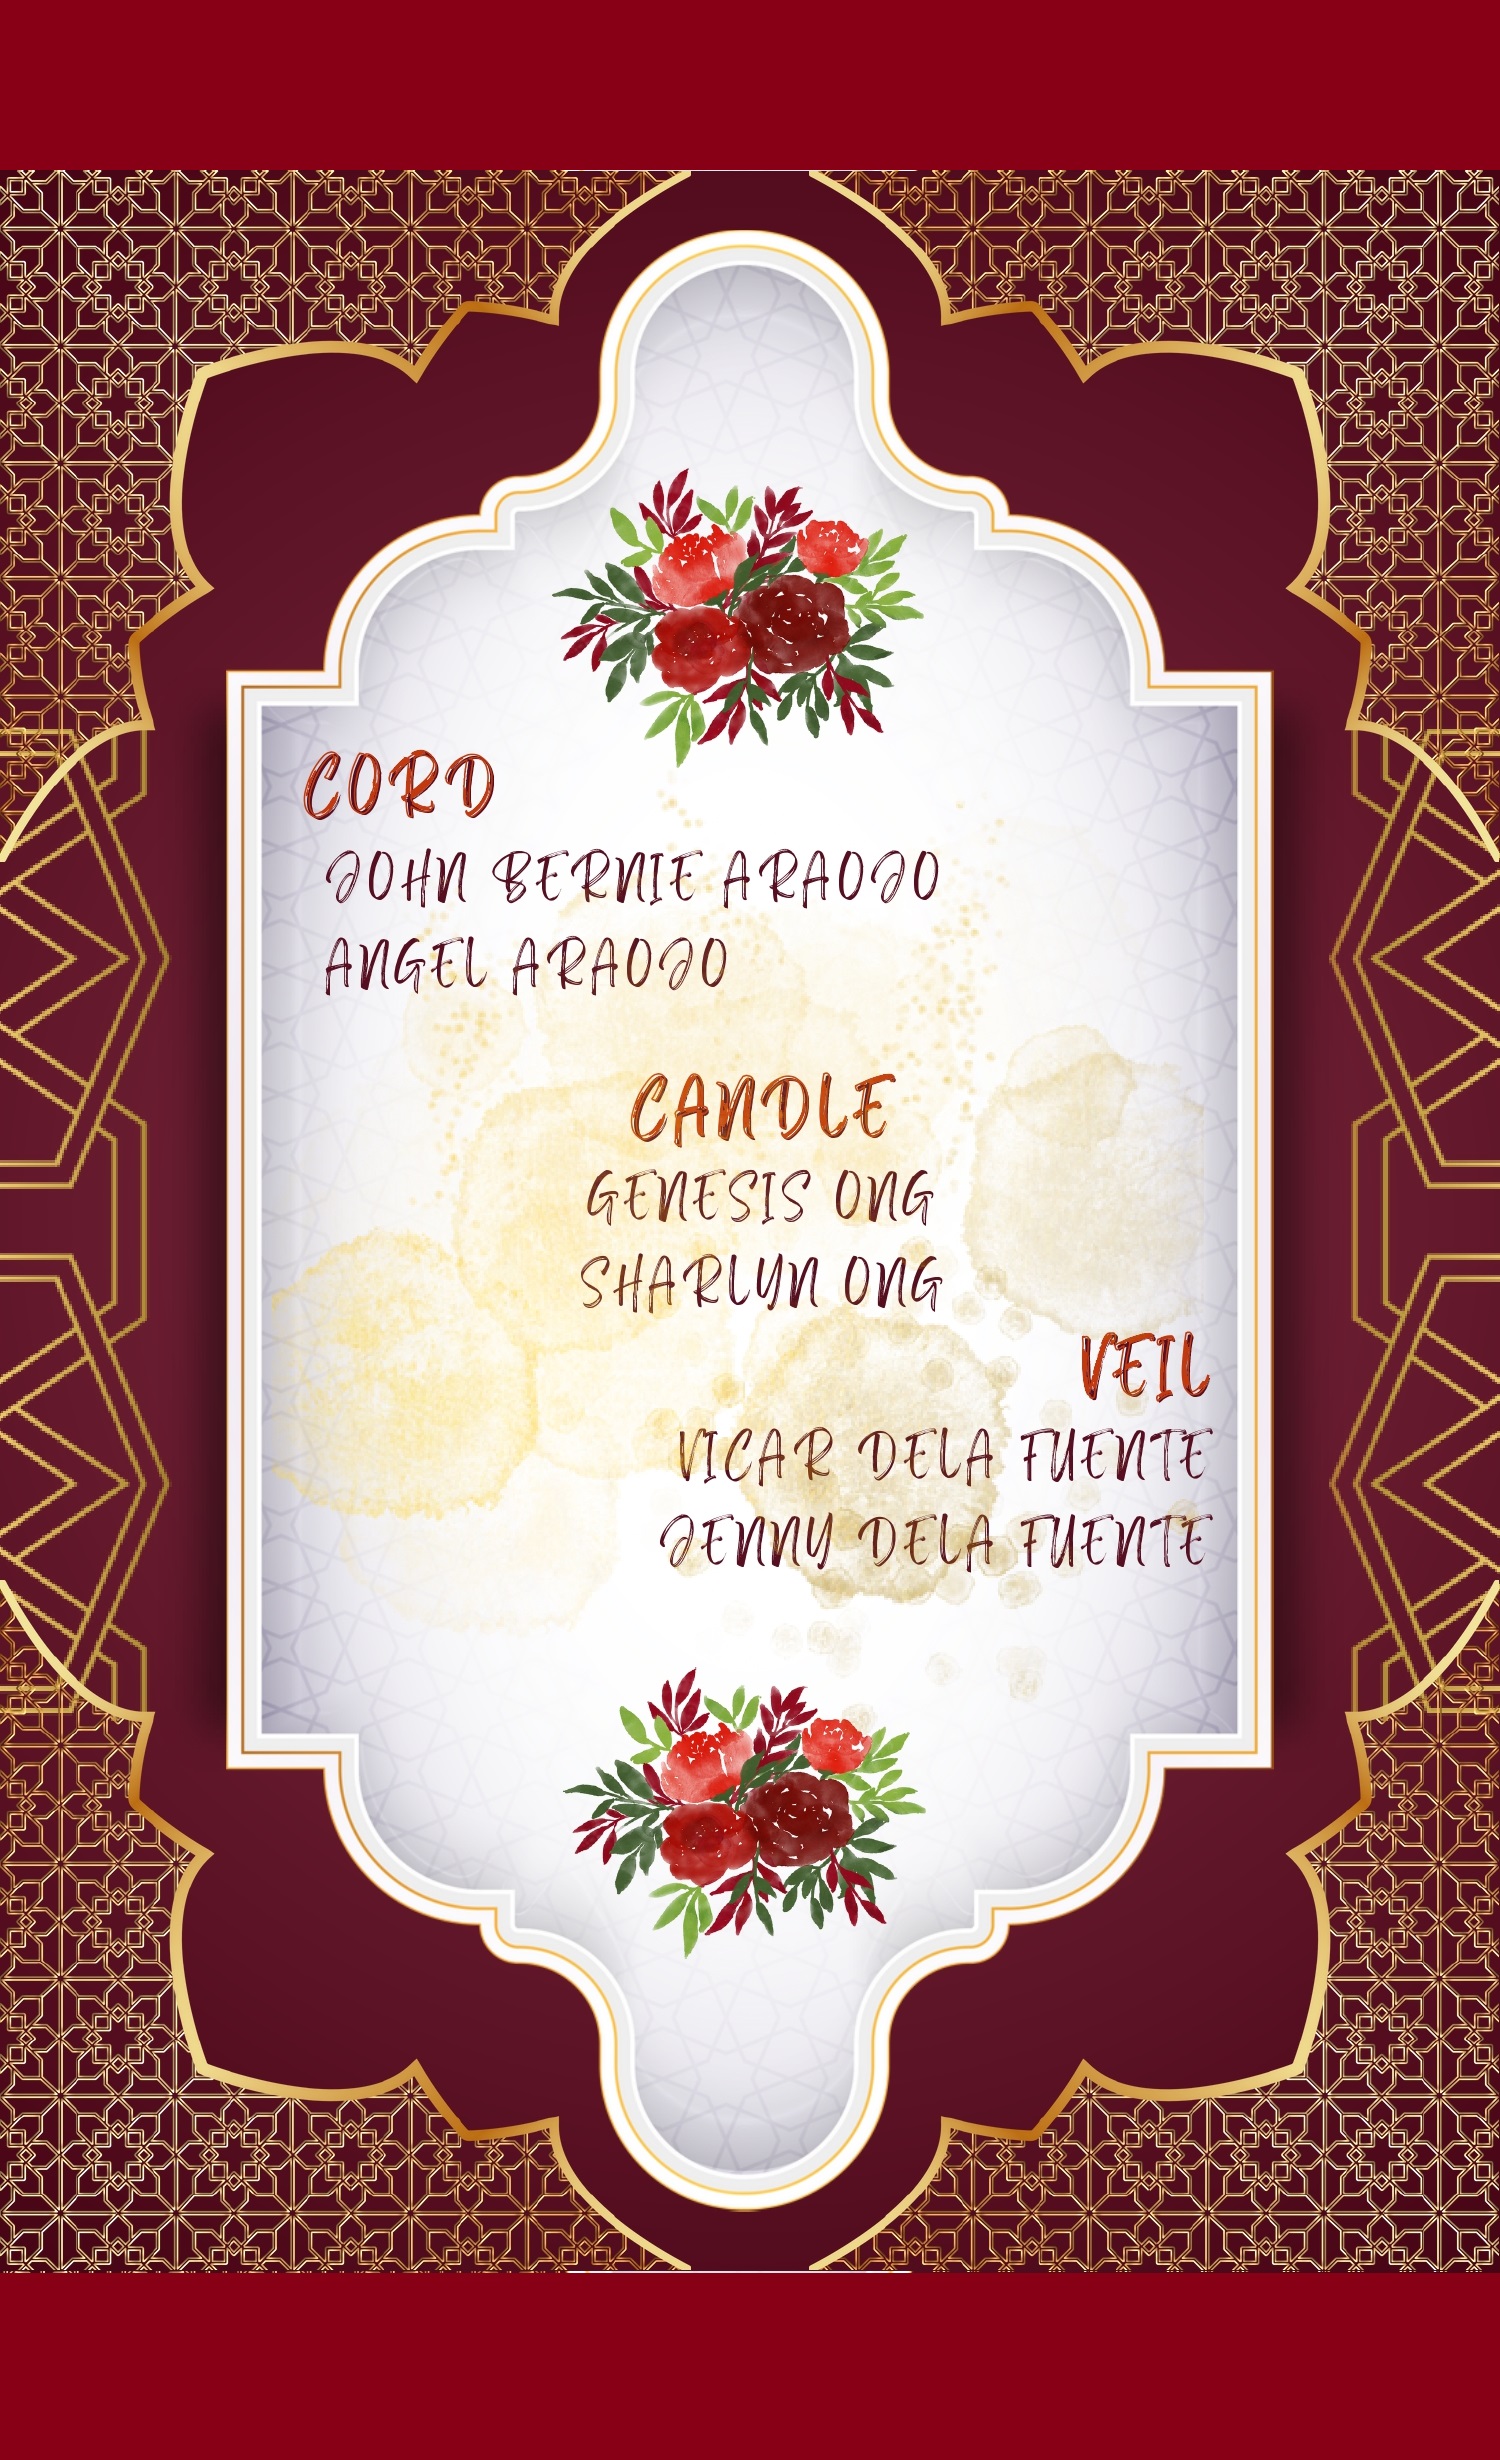 CORD
JOHN BERNIE ARAOJO
ANGEL ARAOJO
CANDLE
GENESIS ONG
SHARLYN ONG
VEIL
VICAR DELA FUENTE
JENNY DELA FUENTE